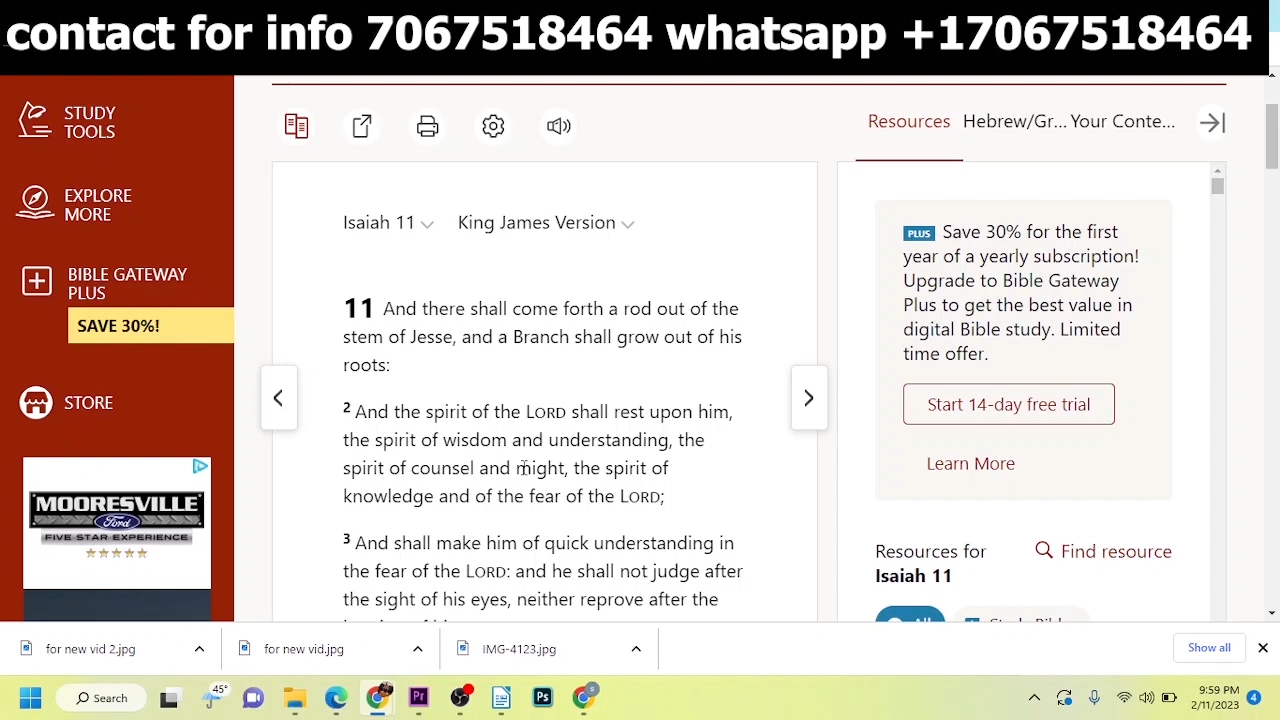 contact for info 7067518464 whatsapp +17067518464
STUDY
TOOLS
EXPLORE
MORE
BIBLE GATEWAY
PLUS
SAVE 30%!
STORE
MOORESVILLE
Ford
FIVE STAR EXPERIENCE
Resources Hebrew/Gr... Your Conte...
Isaiah 11 King James Version
11 And there shall come forth a rod out of the
stem of Jesse, and a Branch shall grow out of his
roots:
2 And the spirit of the LORD shall rest upon him,
the spirit of wisdom and understanding, the
spirit of counsel and might, the spirit of
knowledge and of the fear of the LORD;
3 And shall make him of quick understanding in
the fear of the LORD: and he shall not judge after
the sight of his eyes, neither reprove after the
PLUS Save 30% for the first
year of a yearly subscription!
Upgrade to Bible Gateway
Plus to get the best value in
digital Bible study. Limited
time offer.
Start 14-day free trial
Learn More
Resources for
Isaiah 11
Find resource
All
for new vid 2.jpg
for new vid.jpg
IMG-4123.jpg
Show all
Search
45°
Pr
Ps
S
9:59 PM
2/11/2023
4